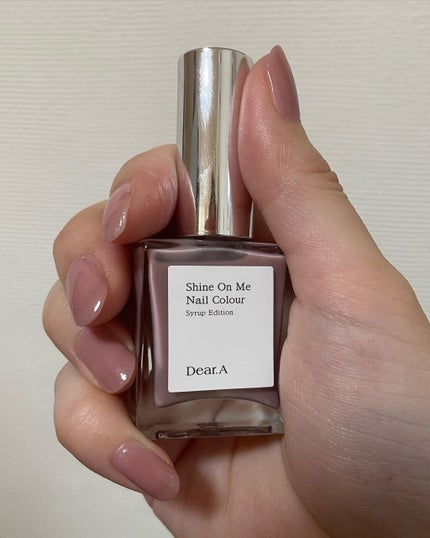 Shine On Me
Nail Colour
Syrup Edition
Dear.A